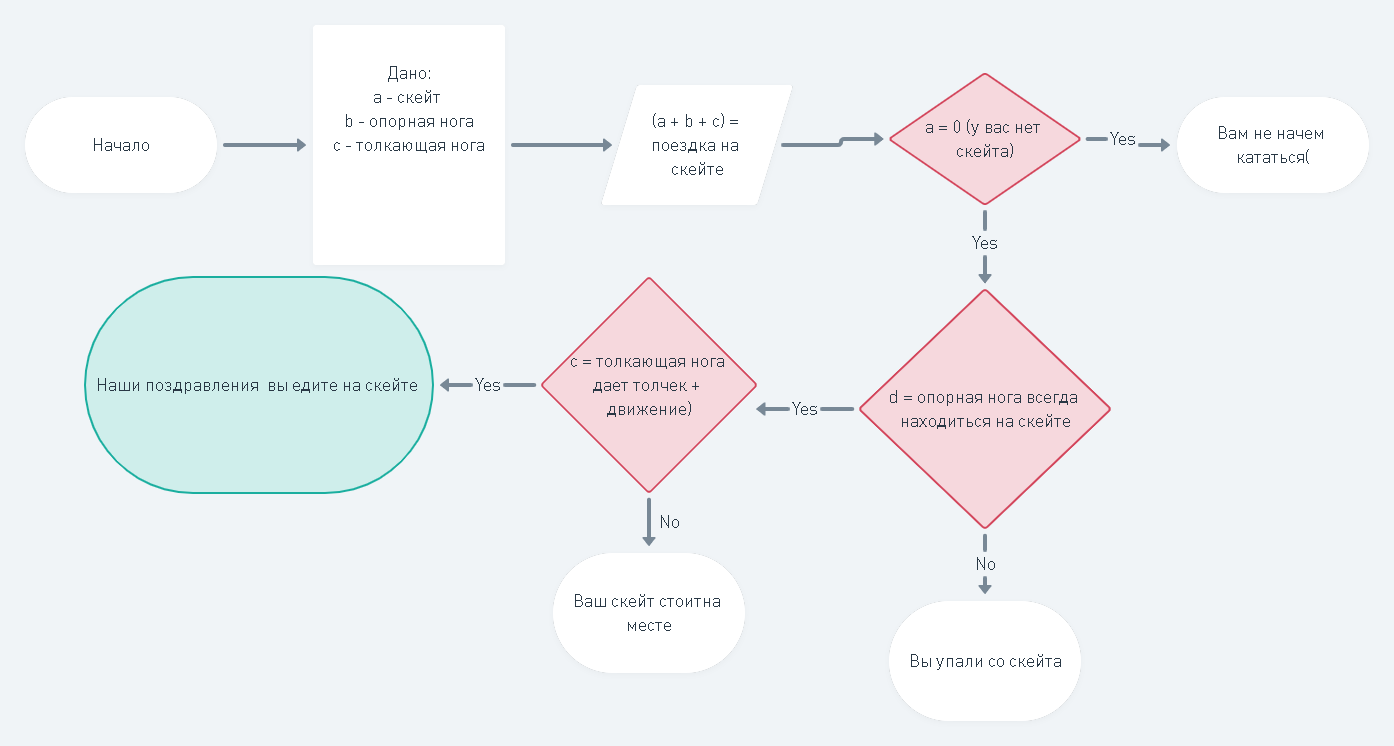 Начало
Дано:
a - скейт
b - опорная нога
c - толкающая нога
(a + b + c) =
поездка на
скейте
a = 0 (у вас нет
скейта)
Yes
Вам не начем
кататься(
Yes
d = опорная нога всегда
находиться на скейте
Yes
c = толкающая нога
дает толчек +
движение)
Yes
Наши поздравления  вы едите на скейте
No
Ваш скейт стоитна
месте
No
Вы упали со скейта